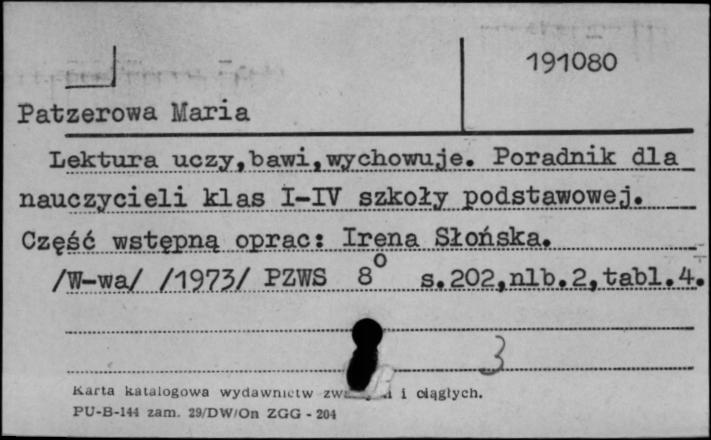 191080
Patzerowa Maria
Lektura uczy,bawi,wychowuje. Poradnik dla
nauczycieli klas I-IV szkoły podstawowej.
Część wstępną oprac: Irena Słońska.
/W-wa/ /1973/ PZWS 8o s.202,nlb.2,tabl.4.
3
Karta katalogowa wydawnictw i ciągłych.
PU-B-144 zam. 29/DW/On ZGG - 204